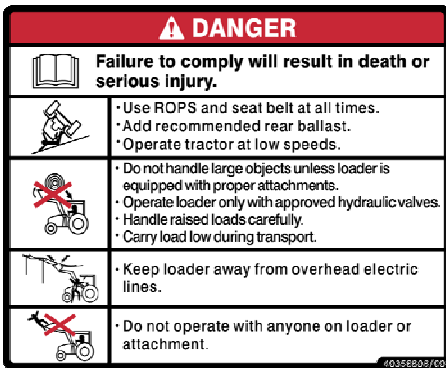 DANGER
Failure to comply will result in death or
serious injury.
· Use ROPS and seat belt at all times.
· Add recommended rear ballast.
· Operate tractor at low speeds.
· Do not handle large objects unless loader is
equipped with proper attachments.
· Operate loader only with approved hydraulic valves.
· Handle raised loads carefully.
· Carry load low during transport.
· Keep loader away from overhead electric
lines.
· Do not operate with anyone on loader or
attachment.